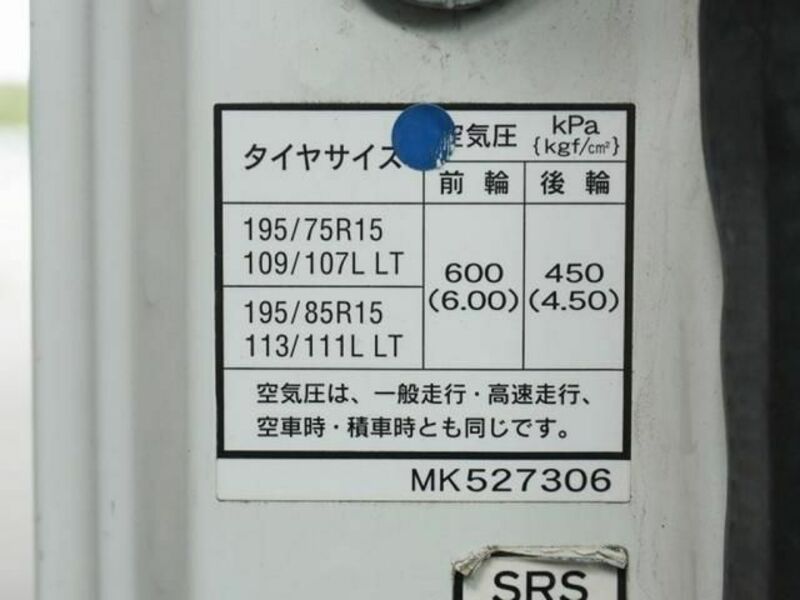 タイヤサイズ
空気圧 kPa
{kgf/cm²}
前輪 後輪
195/75R15
109/107L LT
600 450
(6.00) (4.50)
195/85R15
113/111L LT
空気圧は、一般走行・高速走行、
空車時・積車時とも同じです。
MK527306
SRS